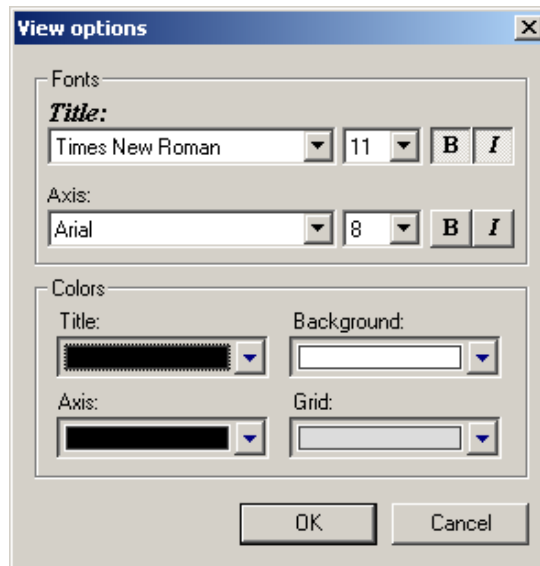 View options
Fonts
Title:
Times New Roman 11 B I
Axis:
Arial 8 B I
Colors
Title: Background:
Axis: Grid:
OK Cancel